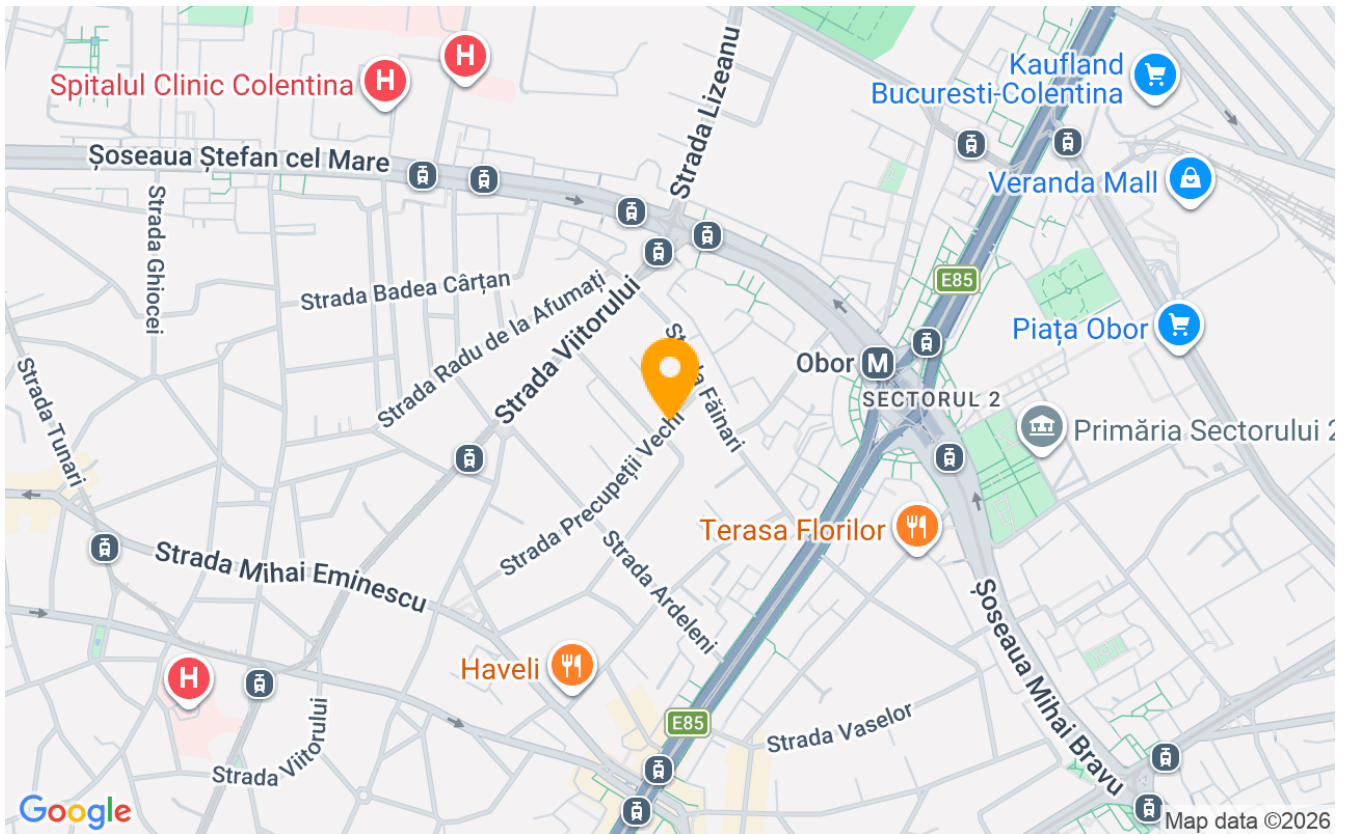 Spitalul Clinic Colentina
H
H
Strada Lizeanu
Kaufland
Bucuresti-Colentina
Șoseaua Ștefan cel Mare
Veranda Mall
Strada Ghiocei
Strada Badea Cârțan
Strada Radu de la Afumați
Strada Viitorului
E85
Piața Obor
Obor M
SECTORUL 2
Primăria Sectorului 2
Strada Tunari
Strada Precupeții Vechi
Terasa Florilor
Strada Mihai Eminescu
Strada Ardeleni
Șoseaua Mihai Bravu
Haveli
H
E85
Strada Vaselor
Strada Viitorului
Google
Map data ©2026